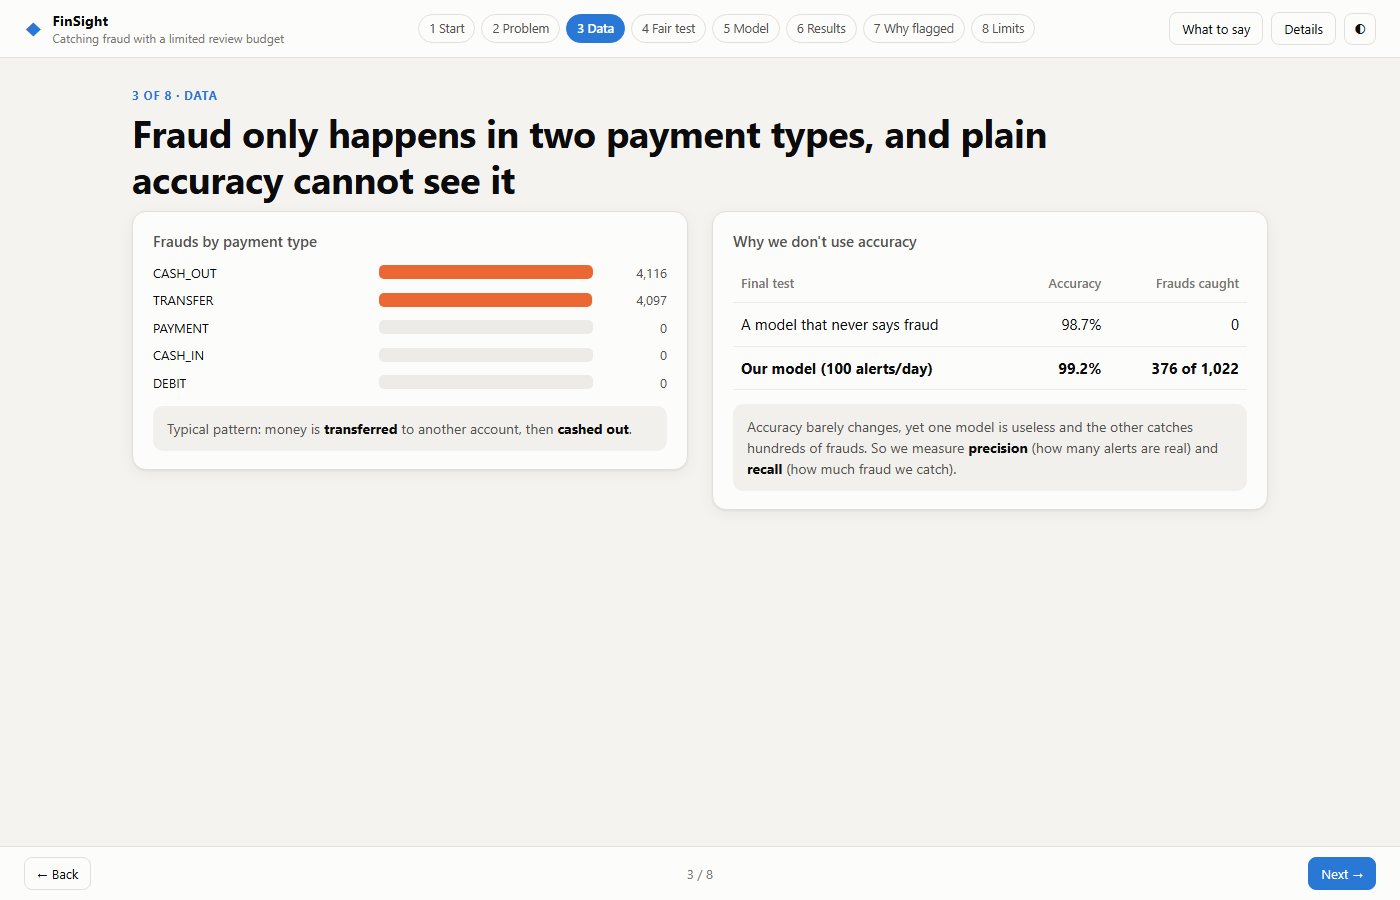 FinSight
Catching fraud with a limited review budget
1 Start
2 Problem
3 Data
4 Fair test
5 Model
6 Results
7 Why flagged
8 Limits
What to say
Details
3 OF 8 · DATA
Fraud only happens in two payment types, and plain
accuracy cannot see it
Frauds by payment type
CASH_OUT 4,116
TRANSFER 4,097
PAYMENT 0
CASH_IN 0
DEBIT 0
Typical pattern: money is transferred to another account, then cashed out.
Why we don't use accuracy
Final test Accuracy Frauds caught
A model that never says fraud 98.7% 0
Our model (100 alerts/day) 99.2% 376 of 1,022
Accuracy barely changes, yet one model is useless and the other catches
hundreds of frauds. So we measure precision (how many alerts are real) and
recall (how much fraud we catch).
← Back
3 / 8
Next →